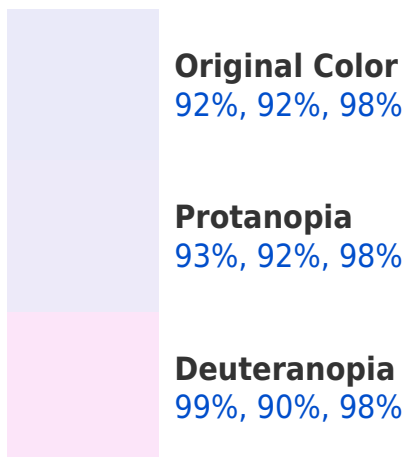 Original Color
92%, 92%, 98%
Protanopia
93%, 92%, 98%
Deuteranopia
99%, 90%, 98%